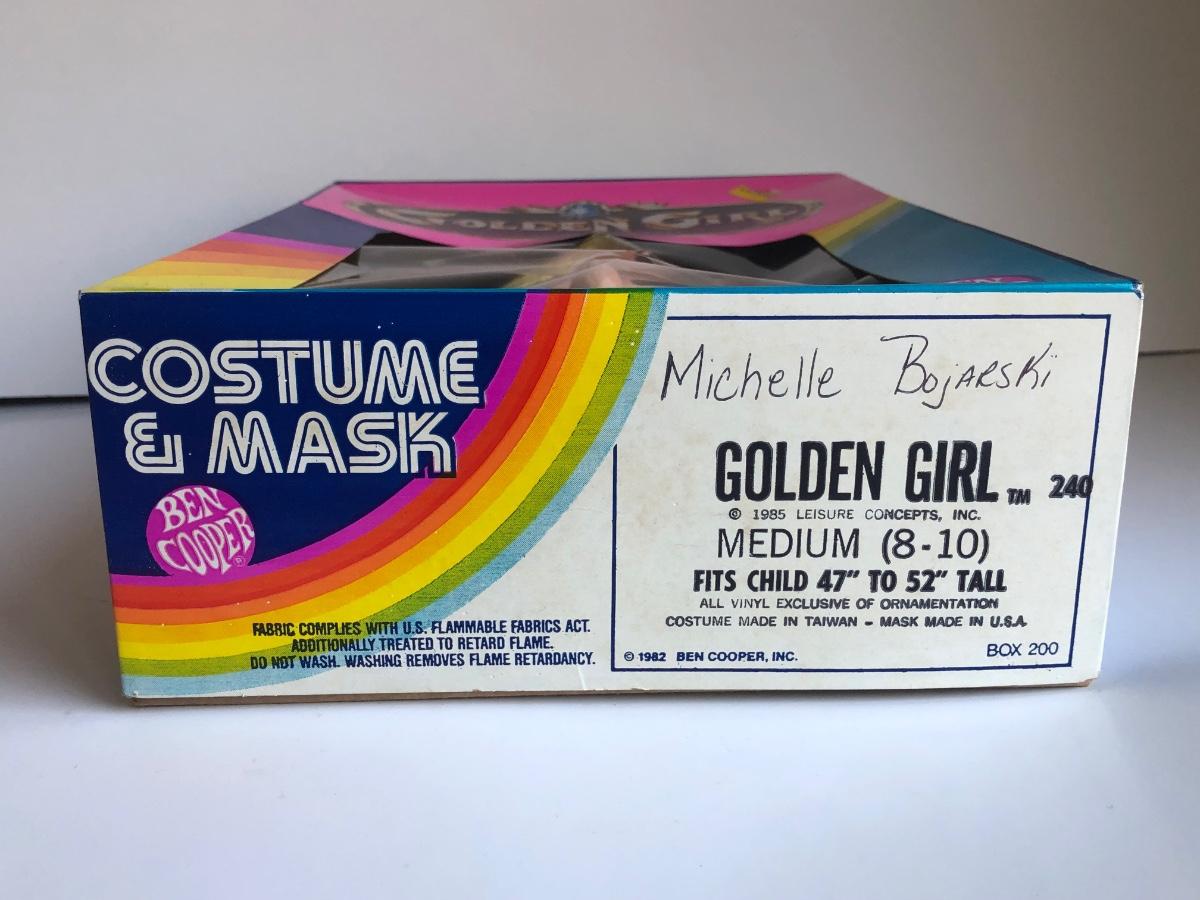 GOLDEN GIRL
COSTUME
& MASK
BEN
COOPER®
FABRIC COMPLIES WITH U.S. FLAMMABLE FABRICS ACT.
ADDITIONALLY TREATED TO RETARD FLAME.
DO NOT WASH. WASHING REMOVES FLAME RETARDANCY.
Michelle Bojarski
GOLDEN GIRL TM 240
© 1985 LEISURE CONCEPTS, INC.
MEDIUM (8-10)
FITS CHILD 47" TO 52" TALL
ALL VINYL EXCLUSIVE OF ORNAMENTATION
COSTUME MADE IN TAIWAN - MASK MADE IN U.S.A.
© 1982 BEN COOPER, INC.
BOX 200